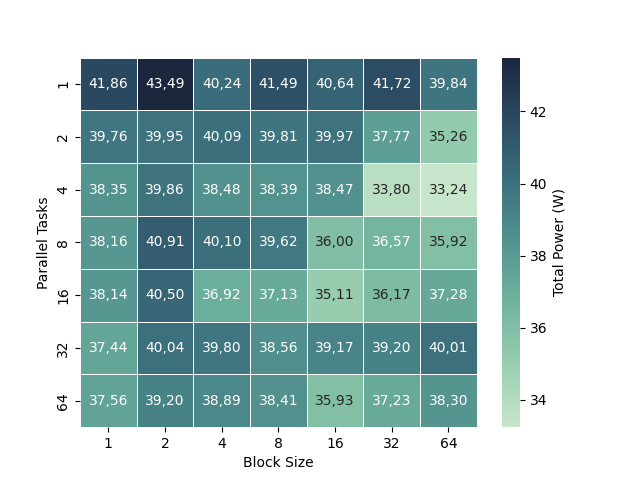 1 41,86 43,49 40,24 41,49 40,64 41,72 39,84
2 39,76 39,95 40,09 39,81 39,97 37,77 35,26
4 38,35 39,86 38,48 38,39 38,47 33,80 33,24
8 38,16 40,91 40,10 39,62 36,00 36,57 35,92
16 38,14 40,50 36,92 37,13 35,11 36,17 37,28
32 37,44 40,04 39,80 38,56 39,17 39,20 40,01
64 37,56 39,20 38,89 38,41 35,93 37,23 38,30
1 2 4 8 16 32 64
Block Size
Parallel Tasks
42
40
38
36
34
Total Power (W)